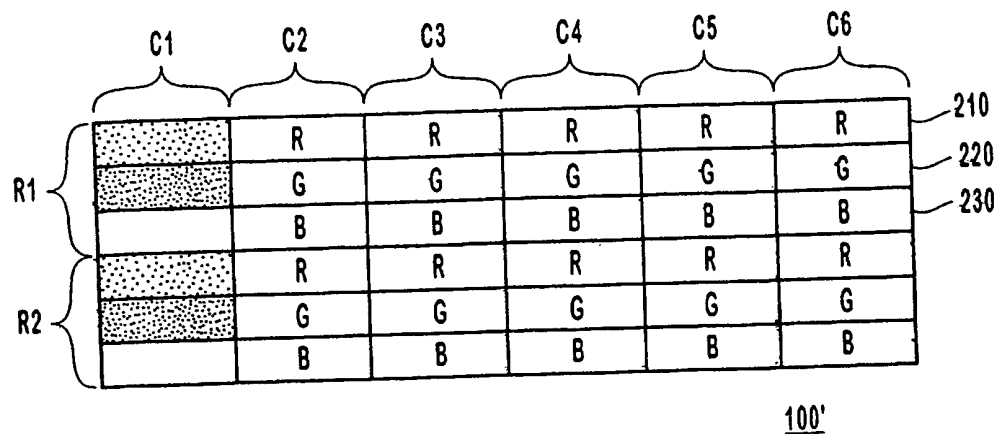 C1 C2 C3 C4 C5 C6
R R R R R 210
R1 G G G G G 220
B B B B B 230
R R R R R
R2 G G G G G
B B B B B
100'